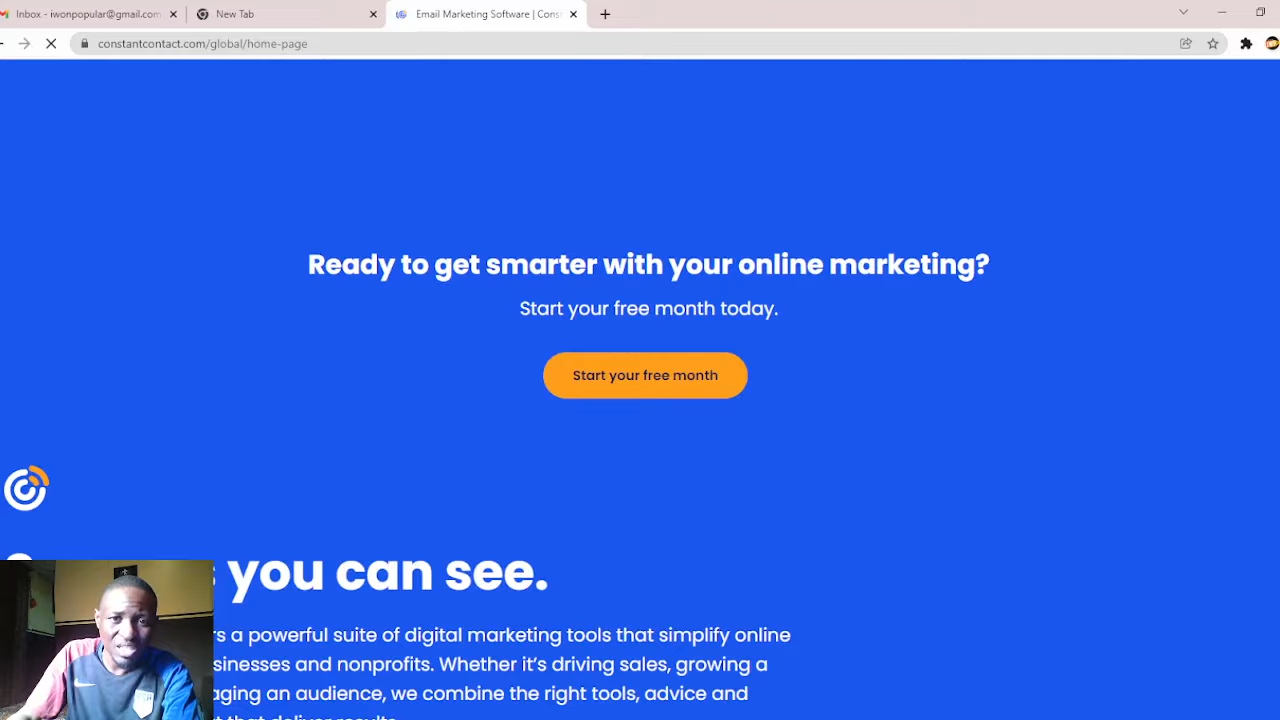 Inbox - iwonpopular@gmail.com
New Tab
Email Marketing Software | Cons
constantcontact.com/global/home-page
Ready to get smarter with your online marketing?
Start your free month today.
Start your free month
you can see.
rs a powerful suite of digital marketing tools that simplify online
sinesses and nonprofits. Whether it's driving sales, growing a
aging an audience, we combine the right tools, advice and
t that deliver results